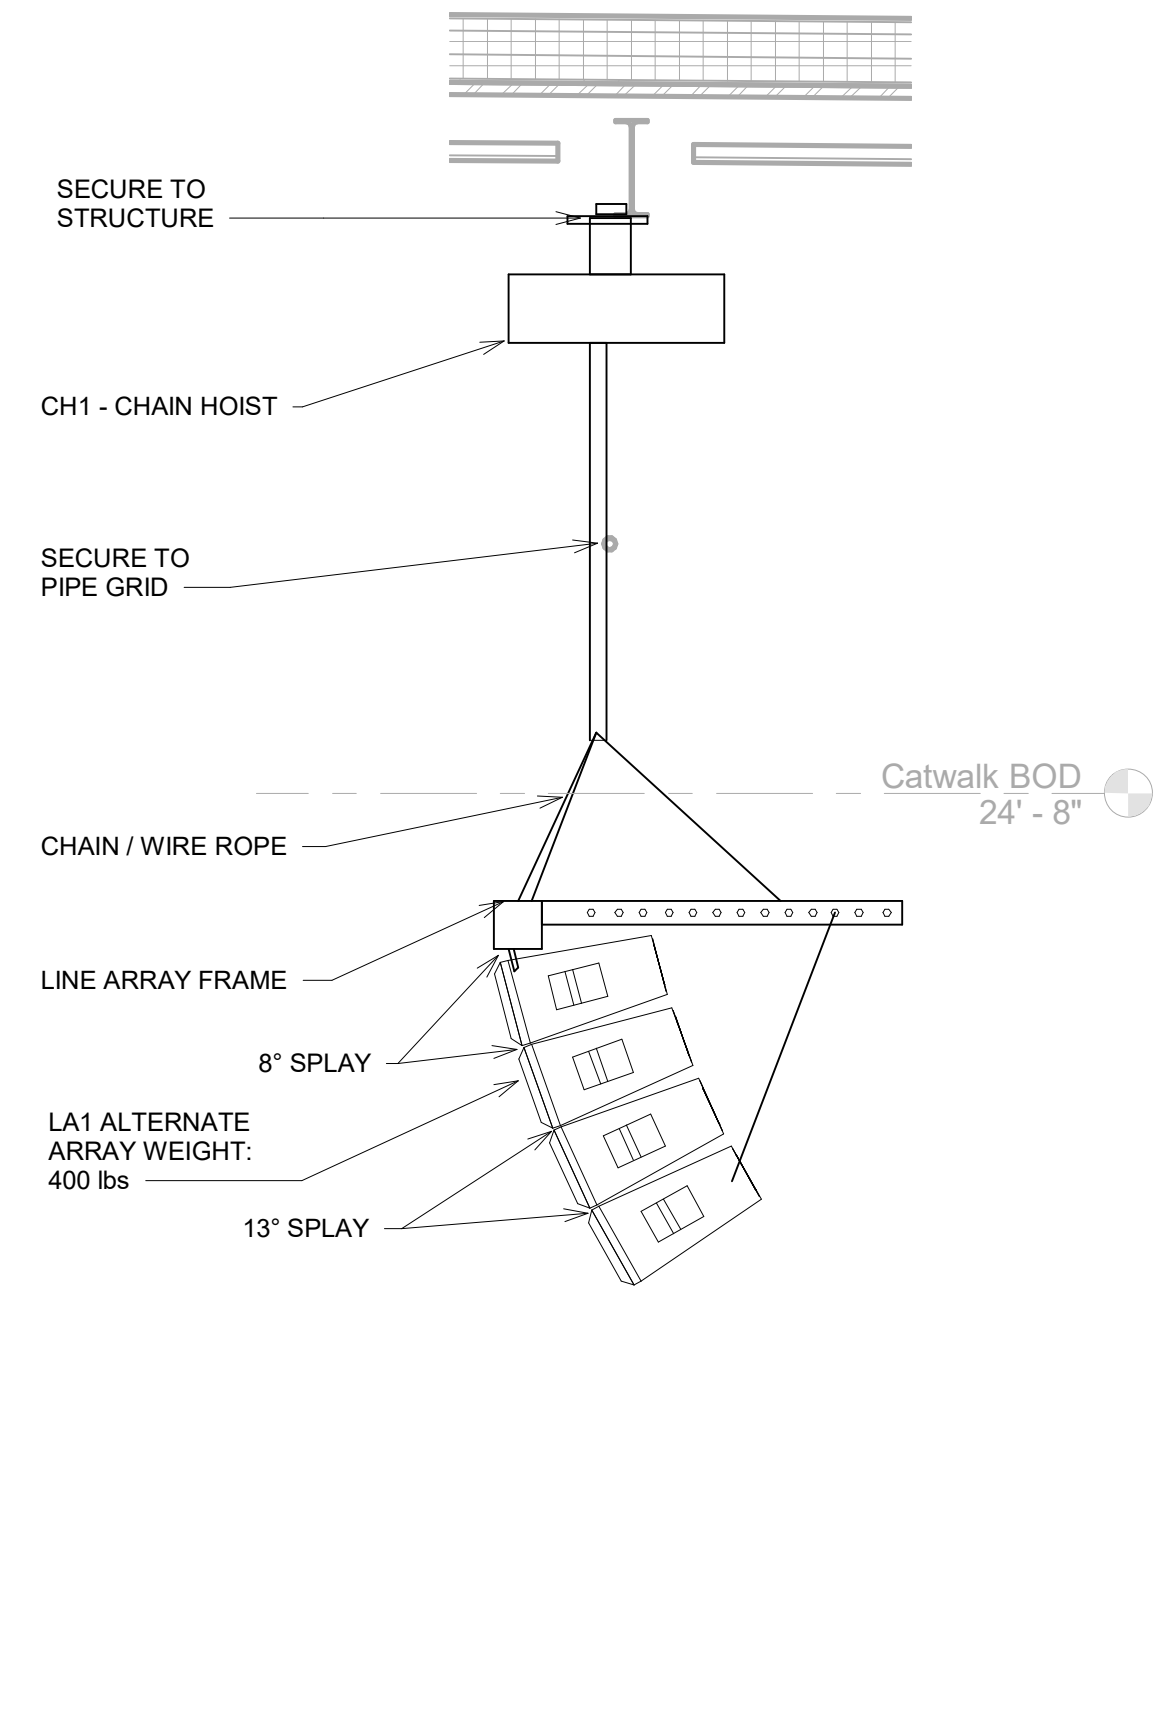 SECURE TO
STRUCTURE
CH1 - CHAIN HOIST
SECURE TO
PIPE GRID
Catwalk BOD
24' - 8"
CHAIN / WIRE ROPE
LINE ARRAY FRAME
8° SPLAY
LA1 ALTERNATE
ARRAY WEIGHT:
400 lbs
13° SPLAY